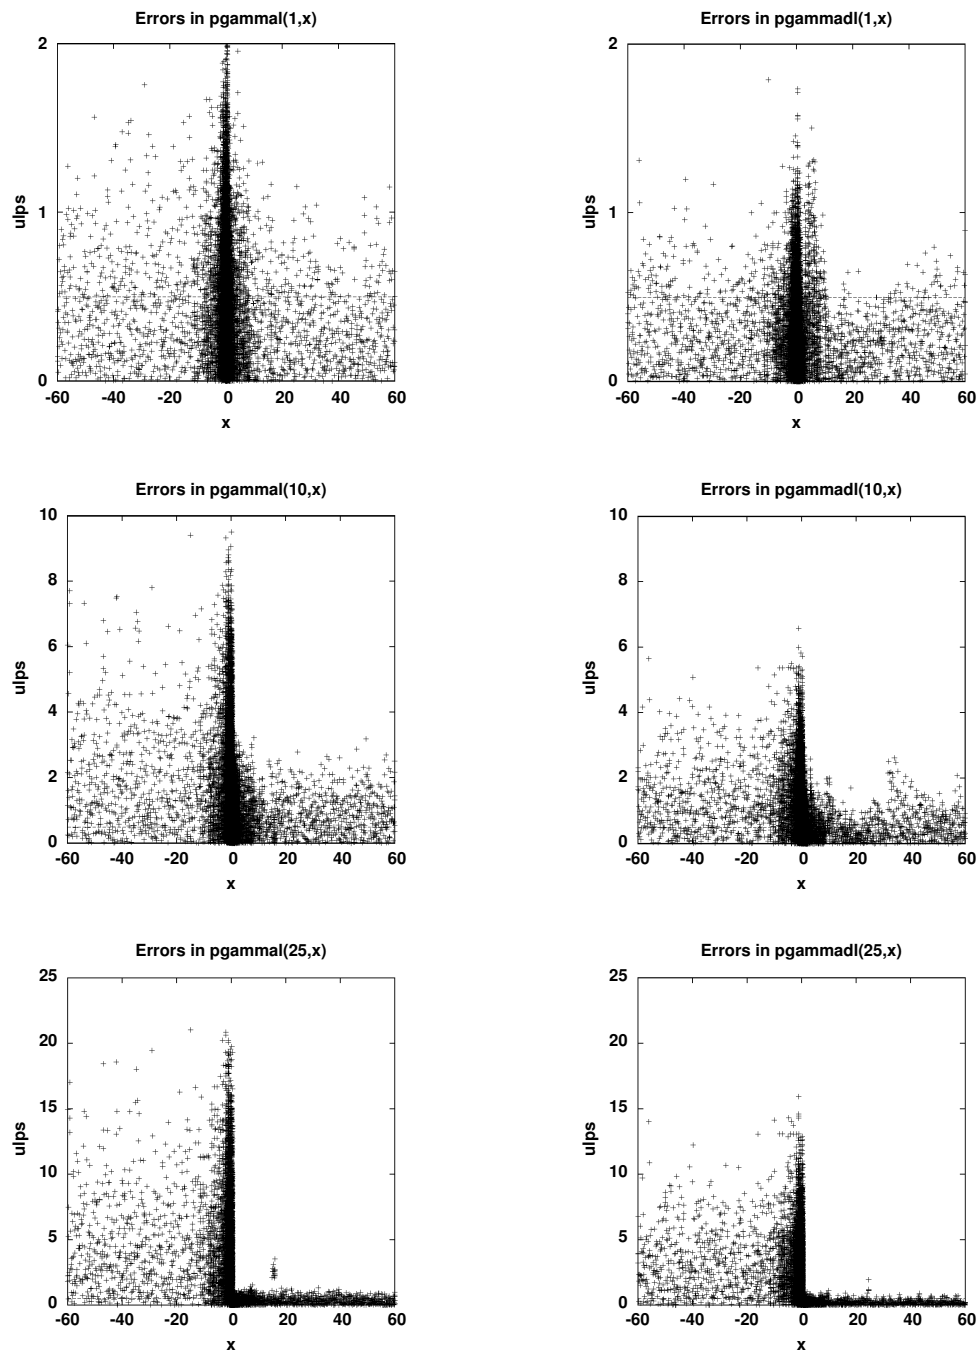 Errors in pgammal(1,x)
2
1
0
ulps
-60 -40 -20 0 20 40 60
x
Errors in pgammadl(1,x)
2
1
0
ulps
-60 -40 -20 0 20 40 60
x
Errors in pgammal(10,x)
10
8
6
4
2
0
ulps
-60 -40 -20 0 20 40 60
x
Errors in pgammadl(10,x)
10
8
6
4
2
0
ulps
-60 -40 -20 0 20 40 60
x
Errors in pgammal(25,x)
25
20
15
10
5
0
ulps
-60 -40 -20 0 20 40 60
x
Errors in pgammadl(25,x)
25
20
15
10
5
0
ulps
-60 -40 -20 0 20 40 60
x